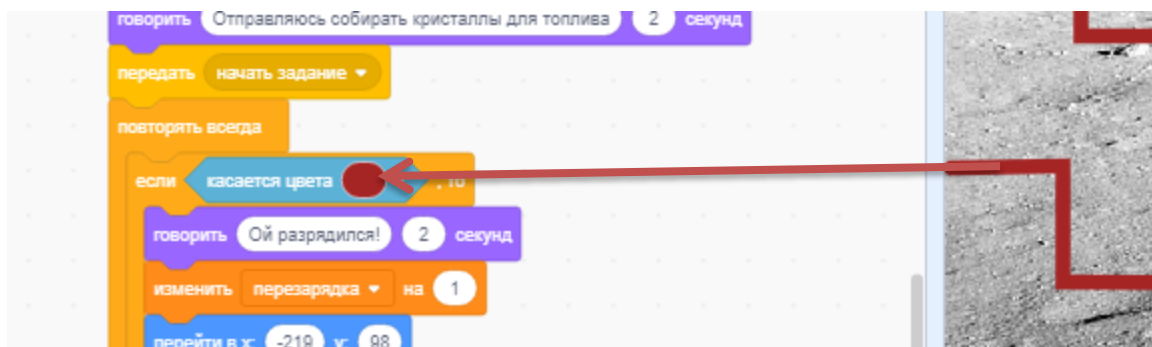 говорить Отправляюсь собирать кристаллы для топлива 2 секунд
передать начать задание
повторять всегда
если касается цвета , то
говорить Ой разрядился! 2 секунд
изменить перезарядка на 1
перейти в x: -219 y: 98